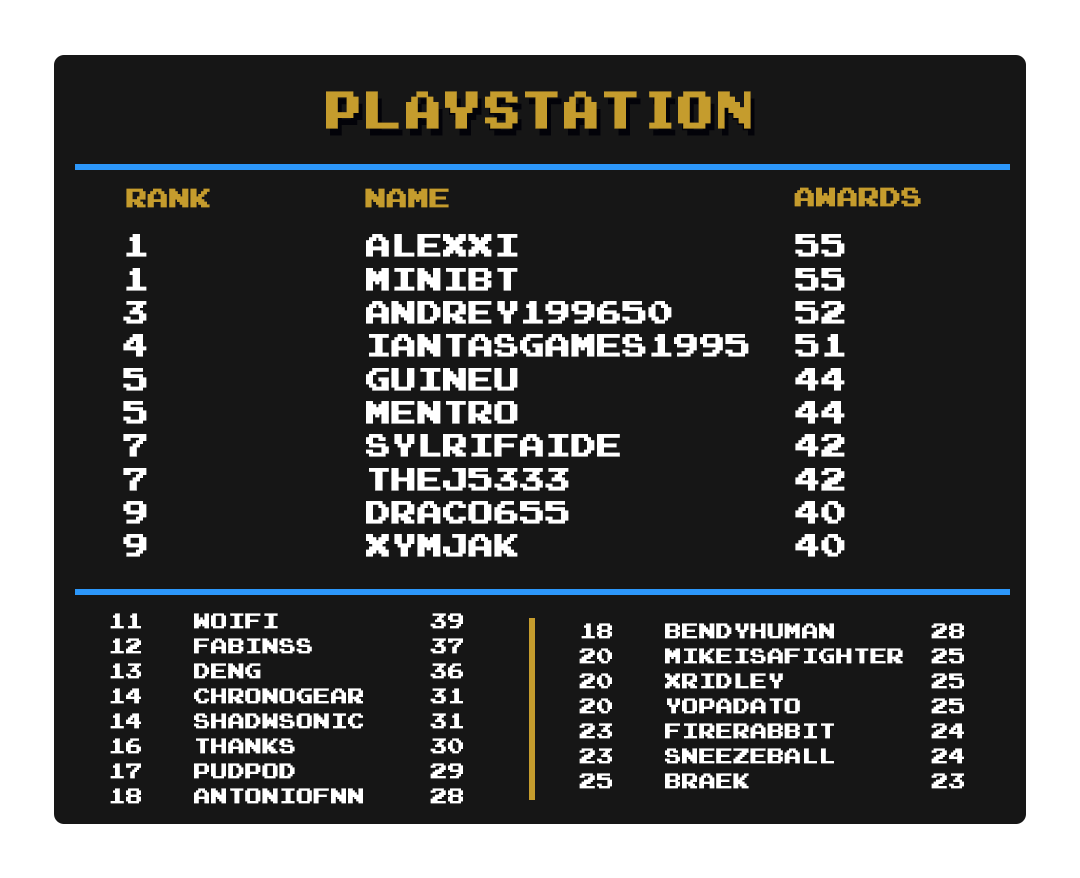 PLAYSTATION
RANK NAME AWARDS
1 ALEXXI 55
1 MINIBT 55
3 ANDREY199650 52
4 IANTASGAMES1995 51
5 GUINEU 44
5 MENTRO 44
7 SYLRIFAIDE 42
7 THEJ5333 42
9 DRACO655 40
9 XYMJAK 40
11 WOIFI 39
12 FABINSS 37
13 DENG 36
14 CHRONOGEAR 31
14 SHADWSONIC 31
16 THANKS 30
17 PUDPOD 29
18 ANTONIOFNN 28
18 BENDYHUMAN 28
20 MIKEISAFIGHTER 25
20 XRIDLEY 25
20 YOPADATO 25
23 FIRERABBIT 24
23 SNEEZEBALL 24
25 BRAEK 23